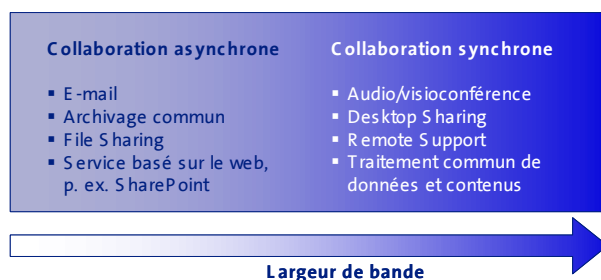 Collaboration asynchrone
▪ E-mail
▪ Archivage commun
▪ File Sharing
▪ Service basé sur le web,
p. ex. SharePoint
Collaboration synchrone
▪ Audio/visioconférence
▪ Desktop Sharing
▪ Remote Support
▪ Traitement commun de
données et contenus
Largeur de bande